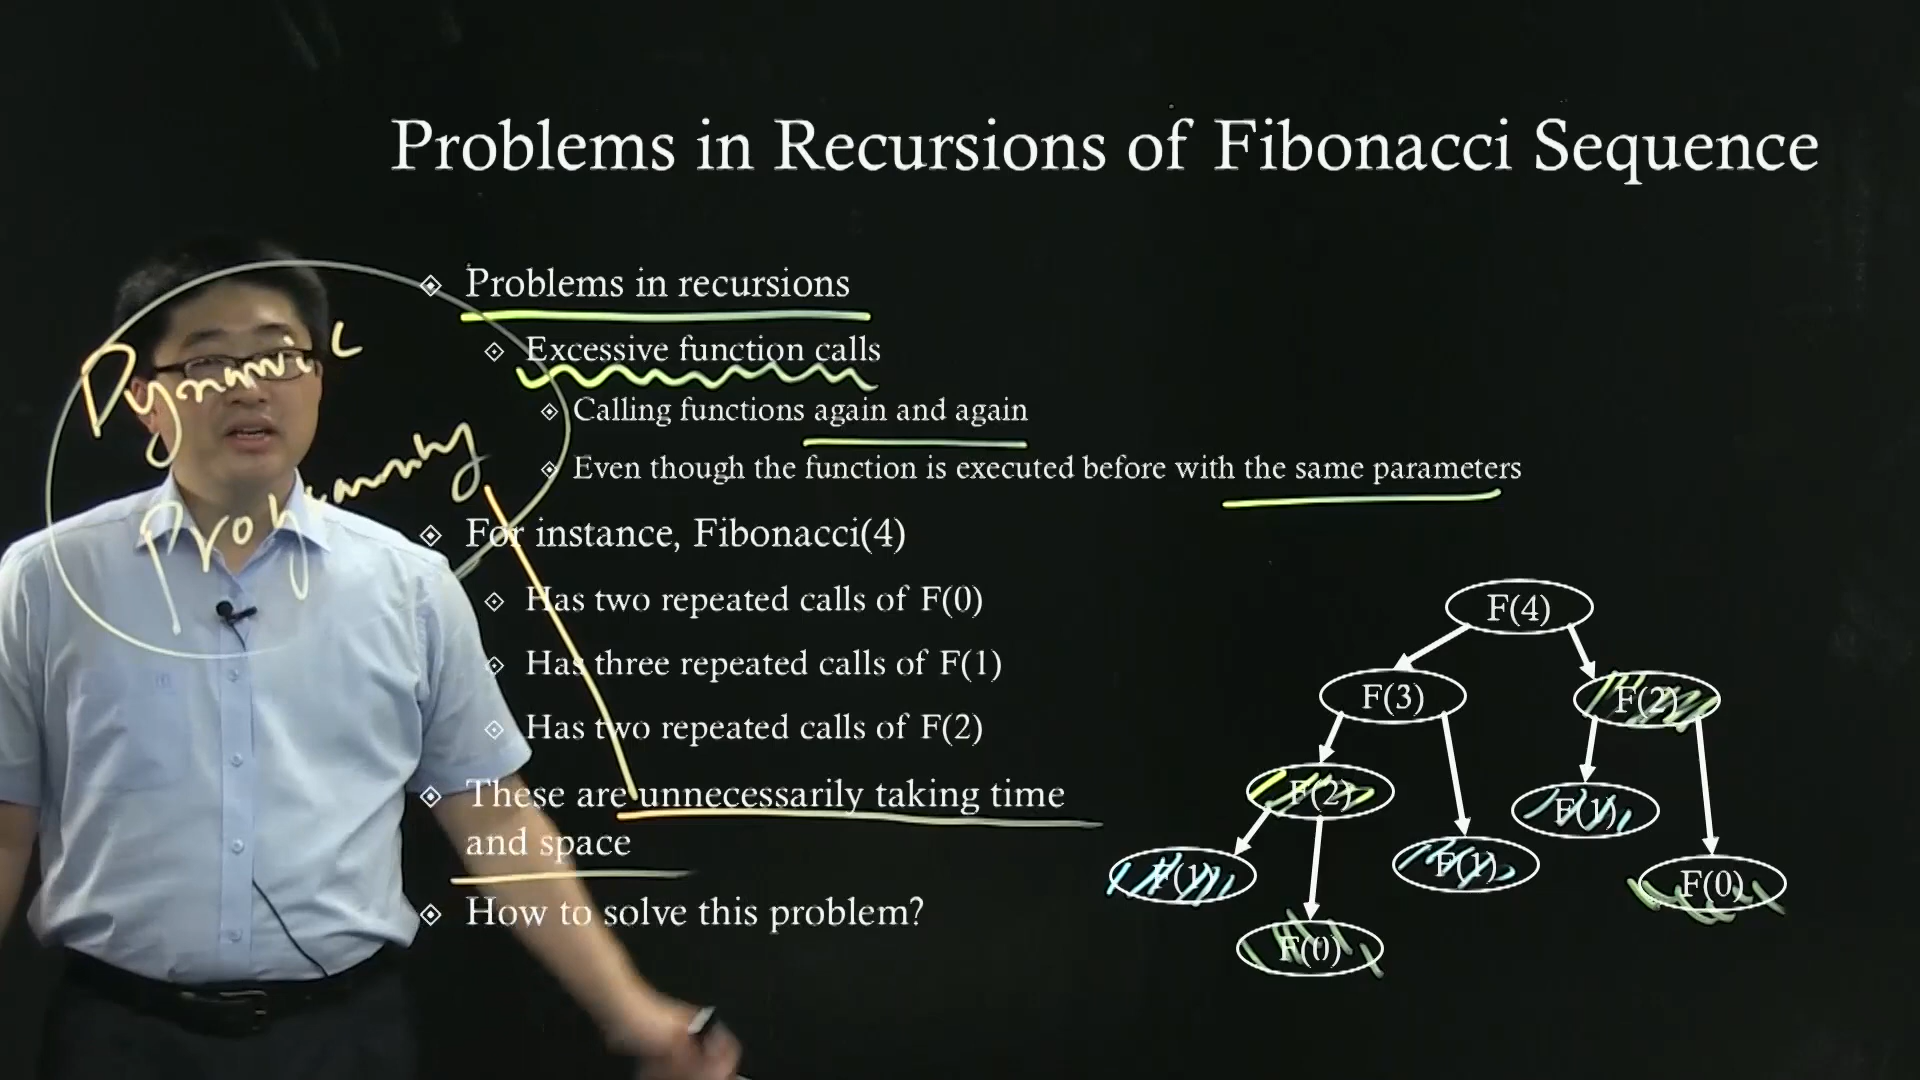 Problems in Recursions of Fibonacci Sequence
Problems in recursions
Excessive function calls
Calling functions again and again
Even though the function is executed before with the same parameters
For instance, Fibonacci(4)
Has two repeated calls of F(0)
Has three repeated calls of F(1)
Has two repeated calls of F(2)
These are unnecessarily taking time
and space
How to solve this problem?
Dynamic
F(4)
F(3)
F(2)
F(2)
F(1)
F(1)
F(1)
F(0)
F(0)